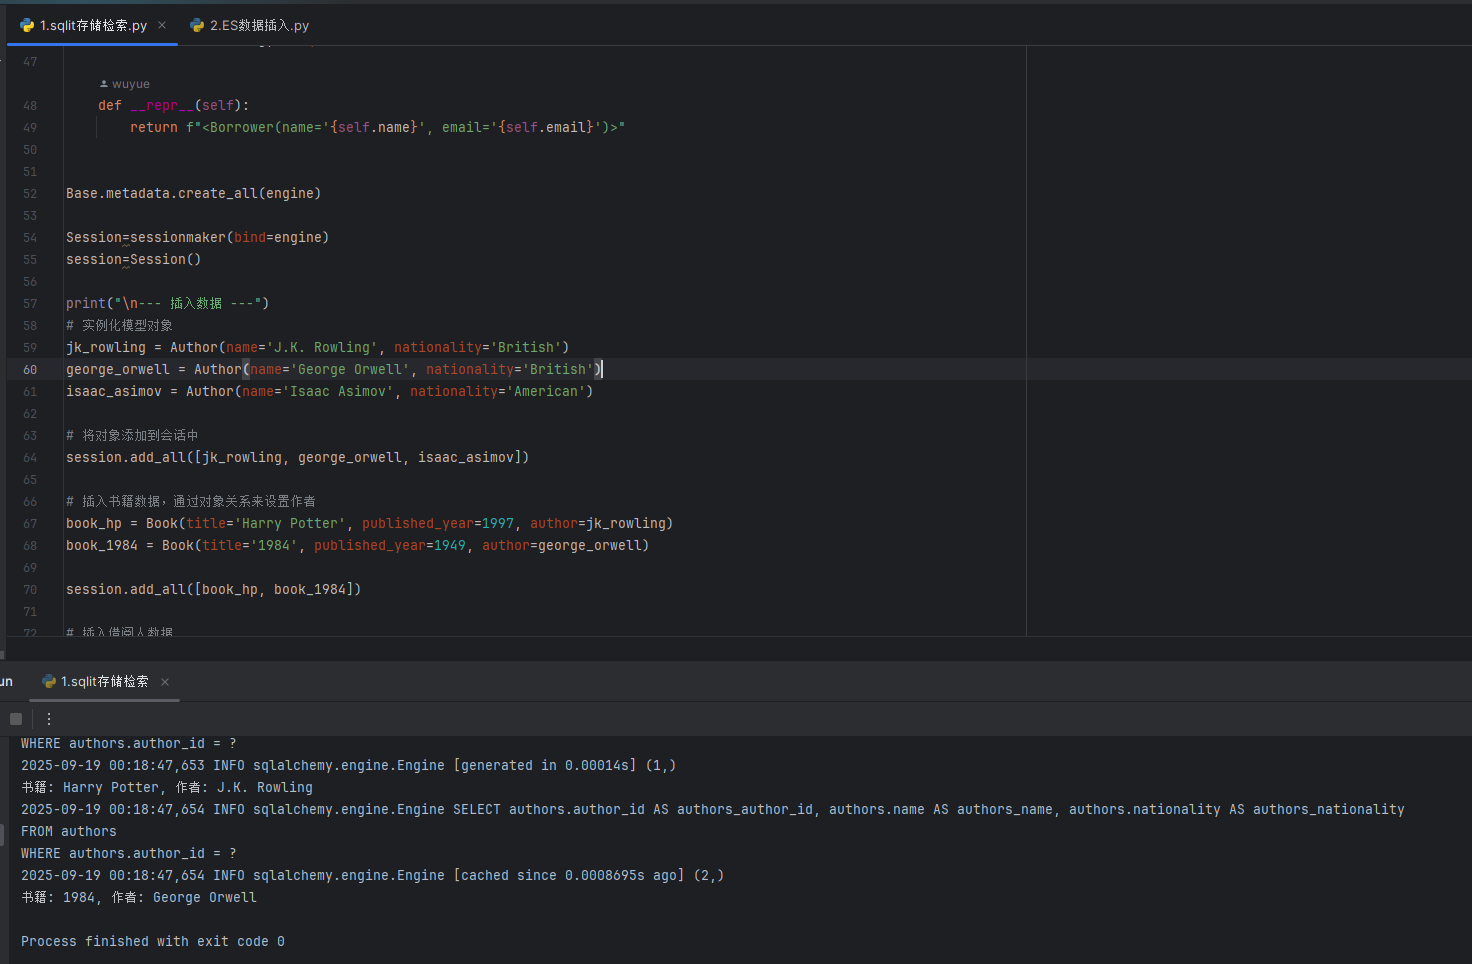 1.sqlit存储检索.py
2.ES数据插入.py
47
wuyue
48 def __repr__(self):
49 return f"<Borrower(name='{self.name}', email='{self.email}')>"
50
51
52 Base.metadata.create_all(engine)
53
54 Session=sessionmaker(bind=engine)
55 session=Session()
56
57 print("\n--- 插入数据 ---")
58 # 实例化模型对象
59 jk_rowling = Author(name='J.K. Rowling', nationality='British')
60 george_orwell = Author(name='George Orwell', nationality='British')
61 isaac_asimov = Author(name='Isaac Asimov', nationality='American')
62
63 # 将对象添加到会话中
64 session.add_all([jk_rowling, george_orwell, isaac_asimov])
65
66 # 插入书籍数据，通过对象关系来设置作者
67 book_hp = Book(title='Harry Potter', published_year=1997, author=jk_rowling)
68 book_1984 = Book(title='1984', published_year=1949, author=george_orwell)
69
70 session.add_all([book_hp, book_1984])
71
72 # 插入借阅人数据
un
1.sqlit存储检索
WHERE authors.author_id = ?
2025-09-19 00:18:47,653 INFO sqlalchemy.engine.Engine [generated in 0.00014s] (1,)
书籍: Harry Potter, 作者: J.K. Rowling
2025-09-19 00:18:47,654 INFO sqlalchemy.engine.Engine SELECT authors.author_id AS authors_author_id, authors.name AS authors_name, authors.nationality AS authors_nationality
FROM authors
WHERE authors.author_id = ?
2025-09-19 00:18:47,654 INFO sqlalchemy.engine.Engine [cached since 0.0008695s ago] (2,)
书籍: 1984, 作者: George Orwell
Process finished with exit code 0